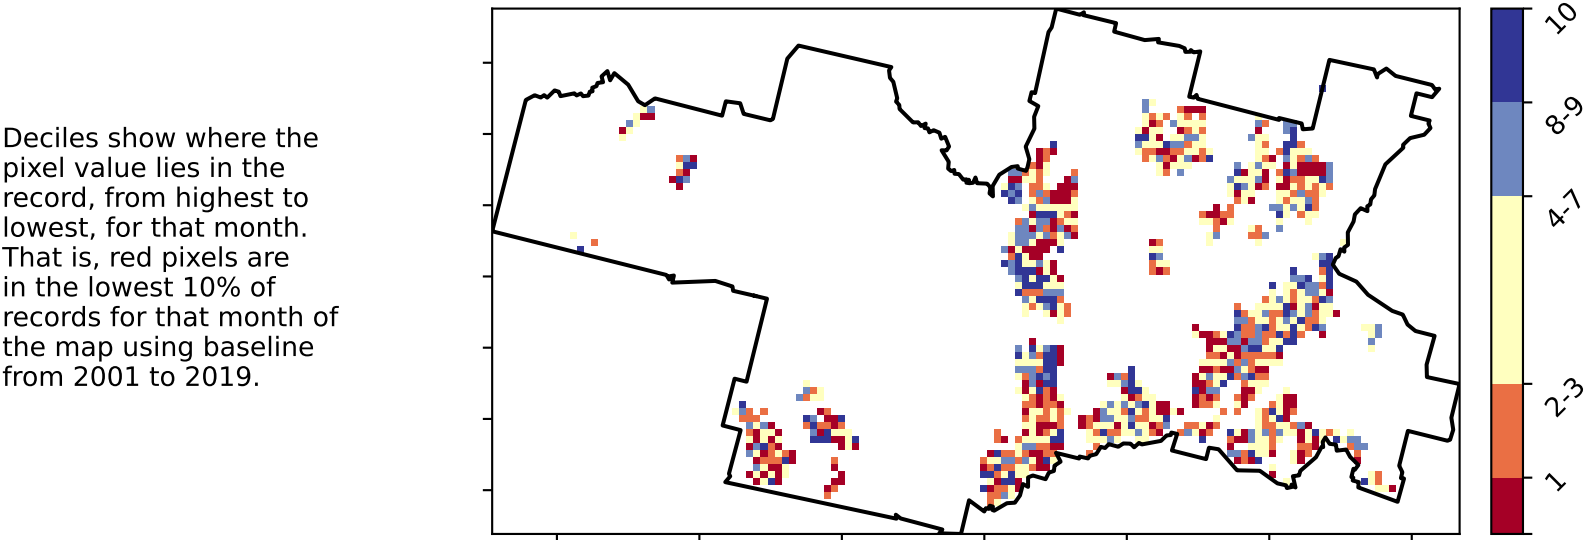 Deciles show where the
pixel value lies in the
record, from highest to
lowest, for that month.
That is, red pixels are
in the lowest 10% of
records for that month of
the map using baseline
from 2001 to 2019.
10
8-9
4-7
2-3
1